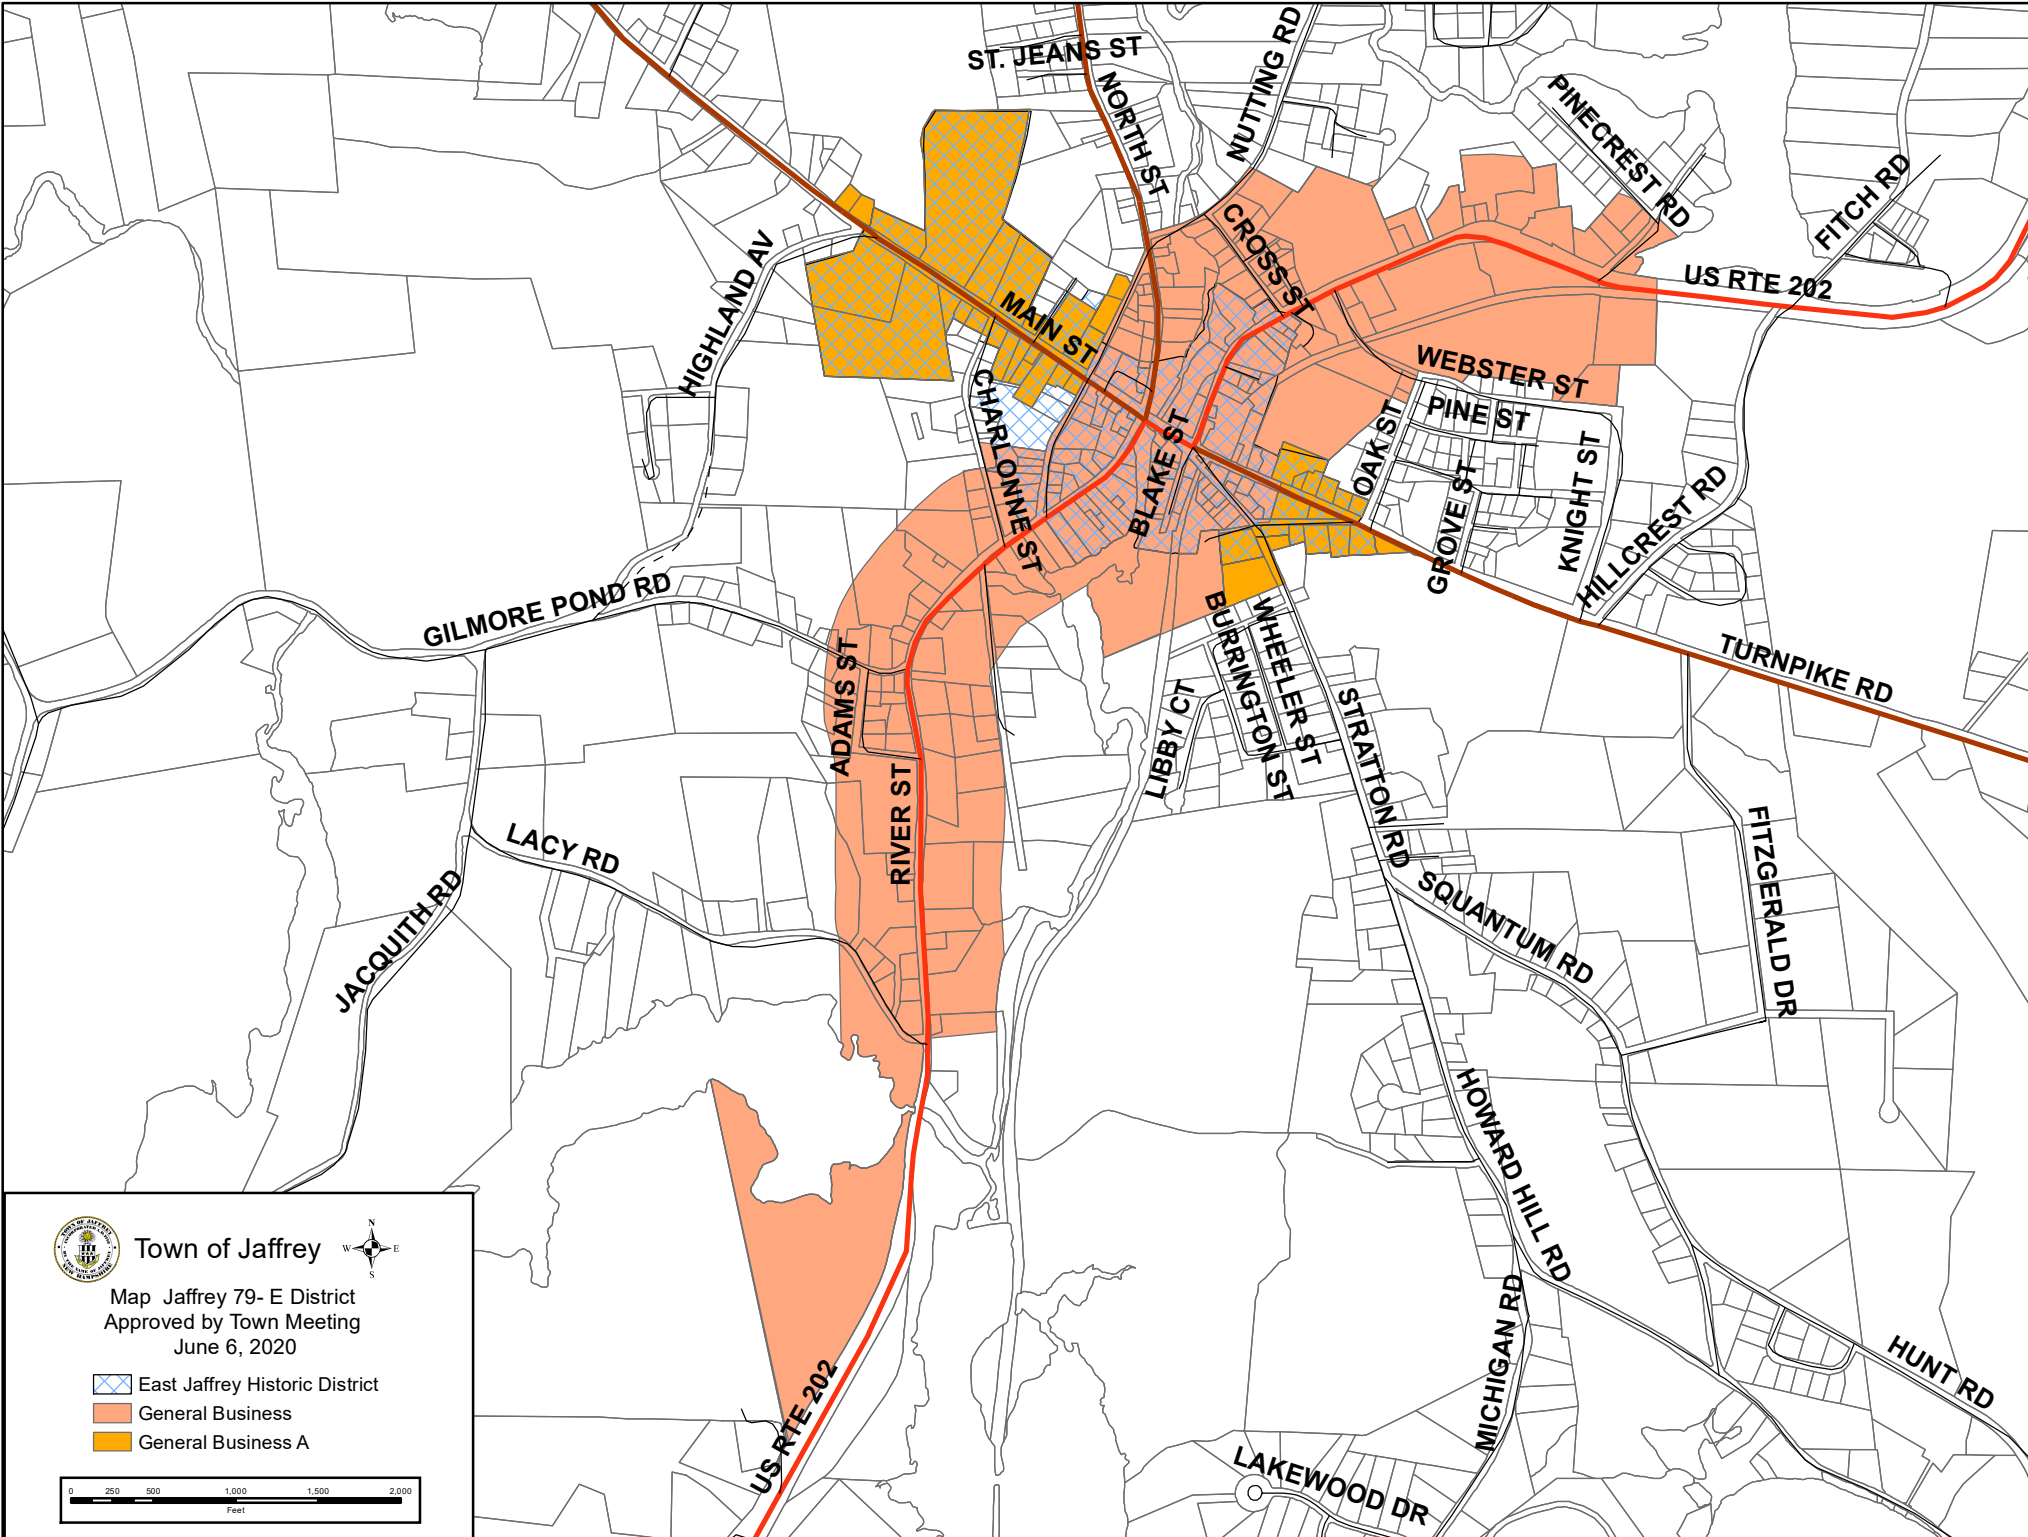 ST. JEANS ST
NORTH ST
NUTTING RD
PINECREST RD
FITCH RD
CROSS ST
HIGHLAND AV
MAIN ST
US RTE 202
WEBSTER ST
PINE ST
CHARLONNE ST
BLAKE ST
OAK ST
GROVE ST
KNIGHT ST
HILLCREST RD
GILMORE POND RD
ADAMS ST
BURRINGTON ST
WHEELER ST
LIBBY CT
STRATTON RD
TURNPIKE RD
RIVER ST
LACY RD
JACQUITH RD
SQUANTUM RD
FITZGERALD DR
HOWARD HILL RD
MICHIGAN RD
HUNT RD
US RTE 202
LAKEWOOD DR
TOWN OF JAFFREY
NEW HAMPSHIRE
Town of Jaffrey
N
W E
S
Map Jaffrey 79- E District
Approved by Town Meeting
June 6, 2020
East Jaffrey Historic District
General Business
General Business A
0 250 500 1,000 1,500 2,000
Feet